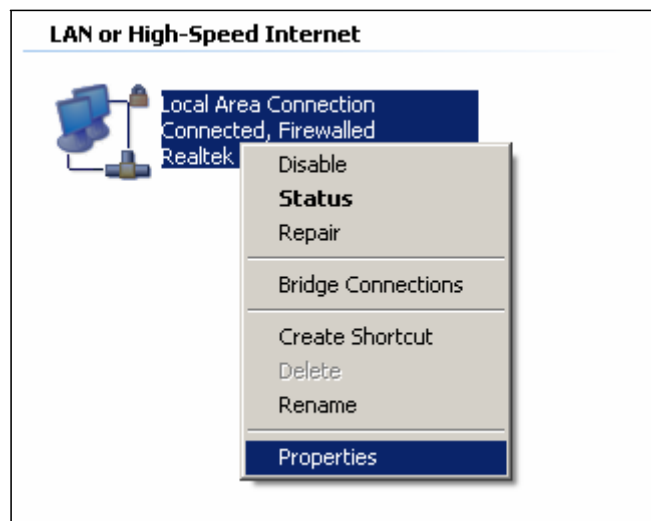 LAN or High-Speed Internet
Local Area Connection
Connected, Firewalled
Realtek
Disable
Status
Repair
Bridge Connections
Create Shortcut
Delete
Rename
Properties